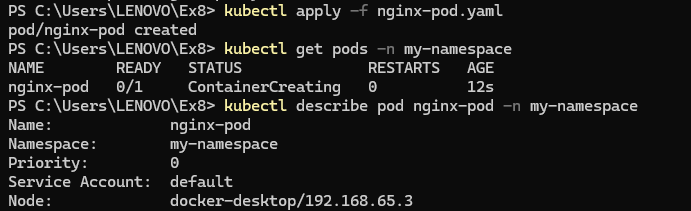 PS C:\Users\LENOVO\Ex8> kubectl apply -f nginx-pod.yaml
pod/nginx-pod created
PS C:\Users\LENOVO\Ex8> kubectl get pods -n my-namespace
NAME        READY   STATUS              RESTARTS   AGE
nginx-pod   0/1     ContainerCreating   0          12s
PS C:\Users\LENOVO\Ex8> kubectl describe pod nginx-pod -n my-namespace
Name:             nginx-pod
Namespace:        my-namespace
Priority:         0
Service Account:  default
Node:             docker-desktop/192.168.65.3